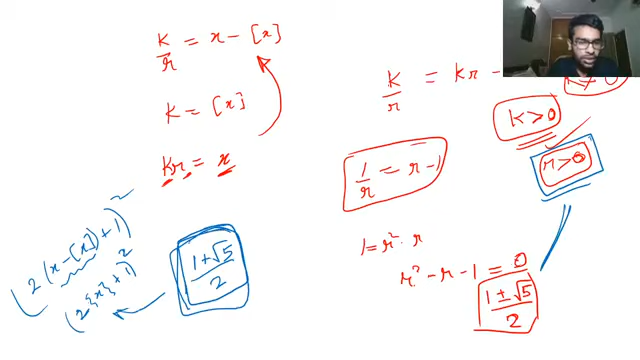 k/r = x - [x]
k = [x]
kr = x
(2(x-[x])+1)²
(2{x}+1)²
(1+√5)/2
k/r = kr -
k>0
r>0
1/r = r-1
1 = r² - r
r² - r - 1 = 0
(1±√5)/2